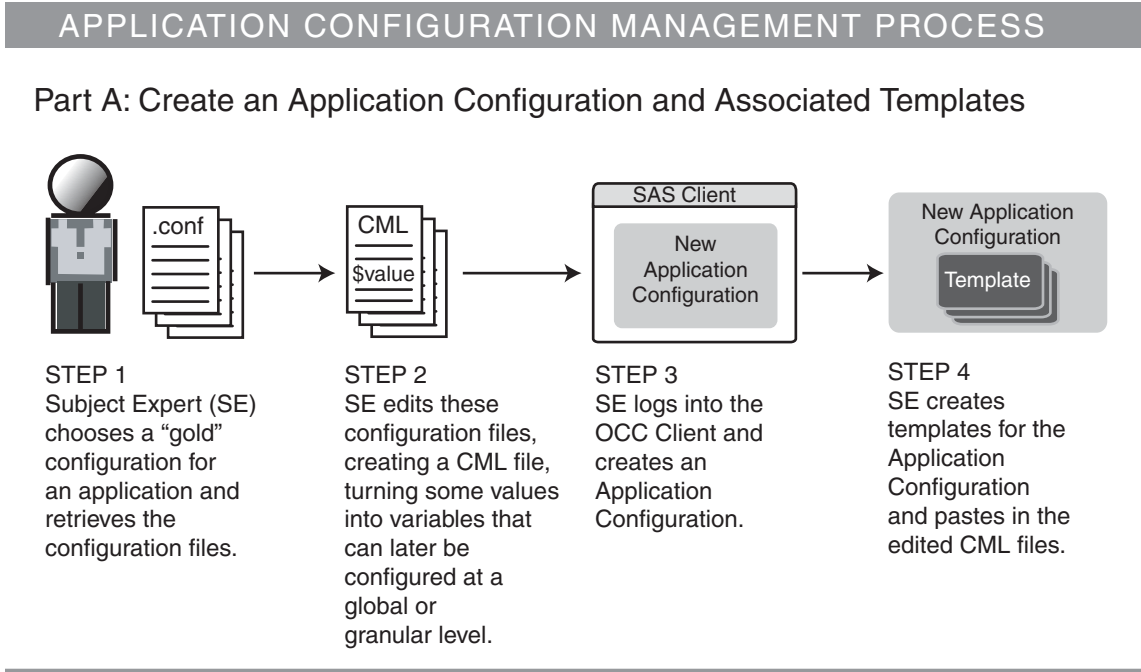 APPLICATION CONFIGURATION MANAGEMENT PROCESS
Part A: Create an Application Configuration and Associated Templates
.conf
CML
$value
SAS Client
New
Application
Configuration
New Application
Configuration
Template
STEP 1
Subject Expert (SE)
chooses a “gold”
configuration for
an application and
retrieves the
configuration files.
STEP 2
SE edits these
configuration files,
creating a CML file,
turning some values
into variables that
can later be
configured at a
global or
granular level.
STEP 3
SE logs into the
OCC Client and
creates an
Application
Configuration.
STEP 4
SE creates
templates for the
Application
Configuration
and pastes in the
edited CML files.